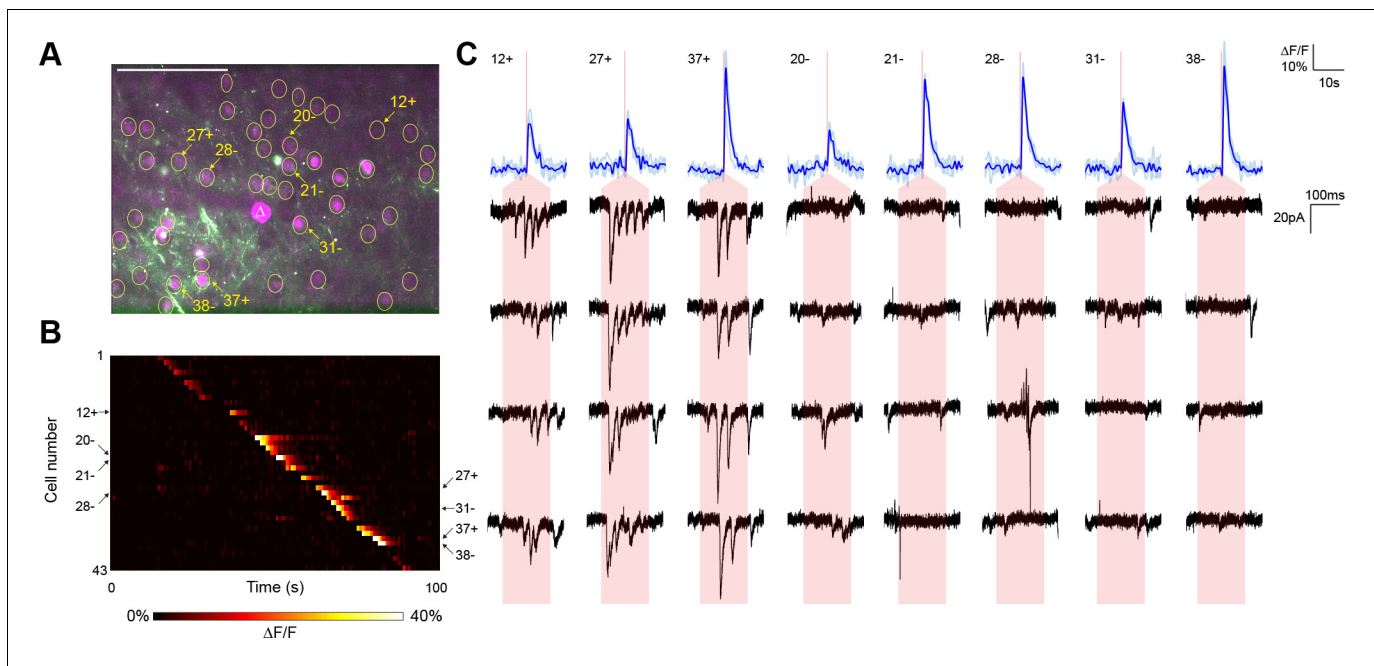 A
12+
20-
27+
28-
21-
Δ
31-
38-
37+
B
1
12+
20-
21-
28-
43
Cell number
27+
31-
37+
38-
0
Time (s)
100
0%
40%
ΔF/F
C
12+
27+
37+
20-
21-
28-
31-
38-
ΔF/F
10%
10s
100ms
20pA